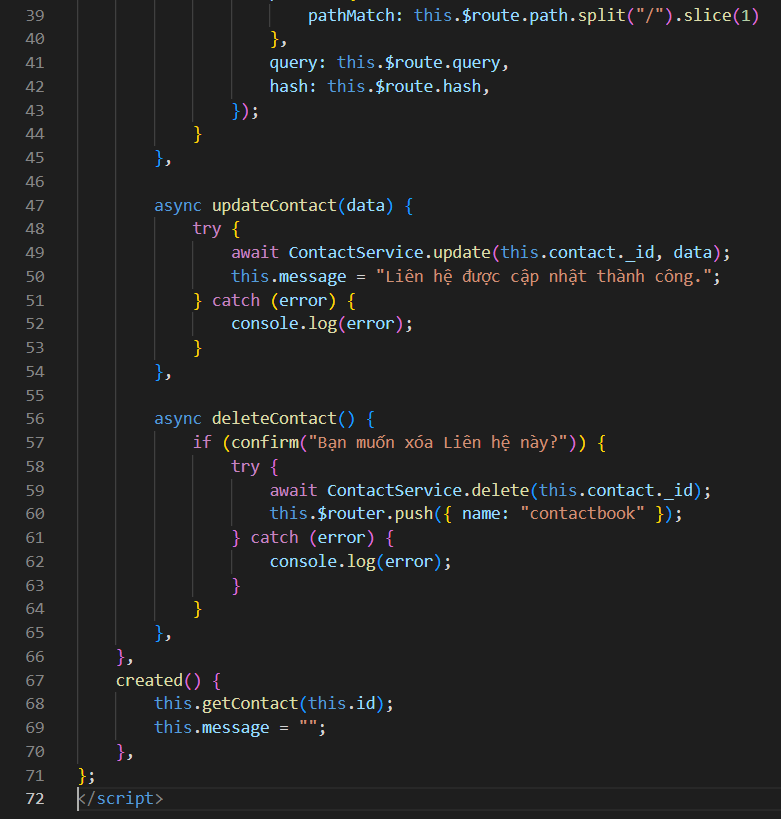 39 pathMatch: this.$route.path.split("/").slice(1)
40 },
41 query: this.$route.query,
42 hash: this.$route.hash,
43 });
44 }
45 },
46
47 async updateContact(data) {
48 try {
49 await ContactService.update(this.contact._id, data);
50 this.message = "Liên hệ được cập nhật thành công.";
51 } catch (error) {
52 console.log(error);
53 }
54 },
55
56 async deleteContact() {
57 if (confirm("Bạn muốn xóa Liên hệ này?")) {
58 try {
59 await ContactService.delete(this.contact._id);
60 this.$router.push({ name: "contactbook" });
61 } catch (error) {
62 console.log(error);
63 }
64 }
65 },
66 },
67 created() {
68 this.getContact(this.id);
69 this.message = "";
70 },
71 };
72 </script>